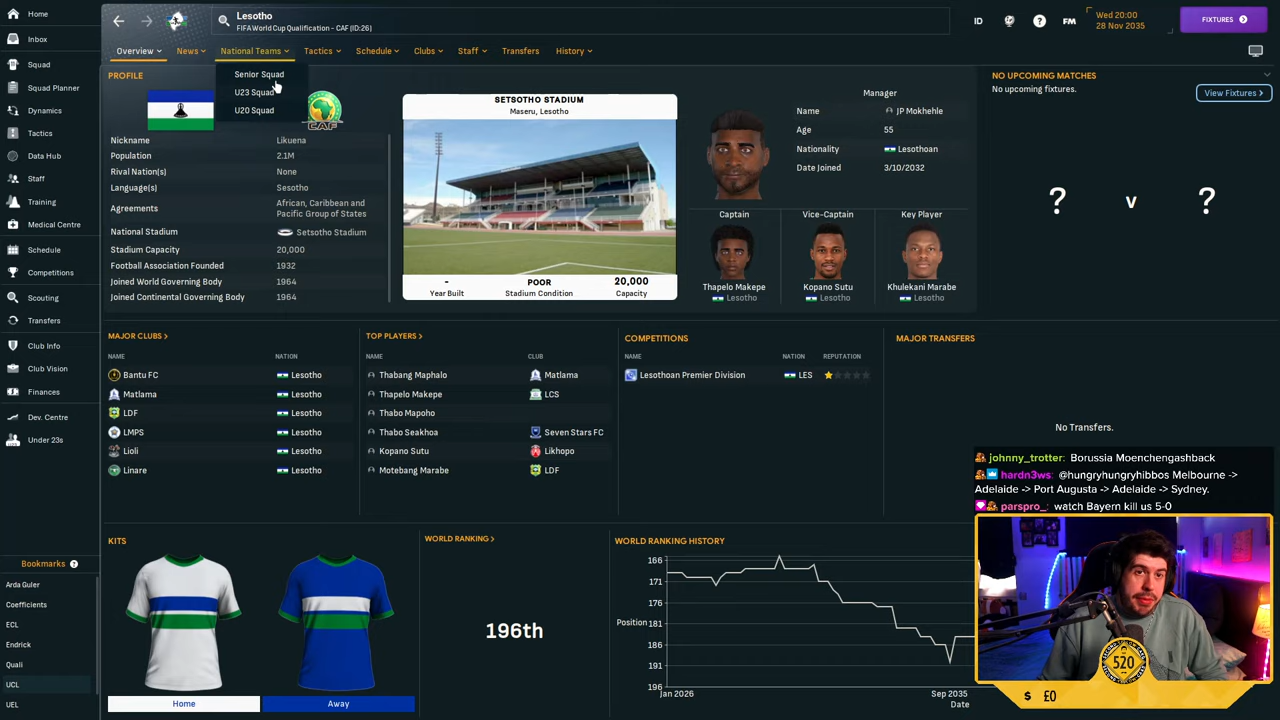 Home
Inbox
Squad
Squad Planner
Dynamics
Tactics
Data Hub
Staff
Training
Medical Centre
Schedule
Competitions
Scouting
Transfers
Club Info
Club Vision
Finances
Dev. Centre
Under 23s
Bookmarks ?
Arda Guler
Coefficients
ECL
Endrick
Quali
UCL
UEL
Lesotho
FIFA World Cup Qualification - CAF (ID:26)
ID
?
FM
Wed 20:00
28 Nov 2035
FIXTURES
Overview
News
National Teams
Tactics
Schedule
Clubs
Staff
Transfers
History
Senior Squad
U23 Squad
U20 Squad
PROFILE
CAF
Nickname Likuena
Population 2.1M
Rival Nation(s) None
Language(s) Sesotho
Agreements African, Caribbean and
Pacific Group of States
National Stadium Setsotho Stadium
Stadium Capacity 20,000
Football Association Founded 1932
Joined World Governing Body 1964
Joined Continental Governing Body 1964
SETSOTHO STADIUM
Maseru, Lesotho
- POOR 20,000
Year Built Stadium Condition Capacity
Manager
Name JP Mokhehle
Age 55
Nationality Lesothoan
Date Joined 3/10/2032
Captain Vice-Captain Key Player
Thapelo Makepe Kopano Sutu Khulekani Marabe
Lesotho Lesotho Lesotho
NO UPCOMING MATCHES
No upcoming fixtures.
View Fixtures >
? v ?
MAJOR CLUBS >
NAME NATION
Bantu FC Lesotho
Matlama Lesotho
LDF Lesotho
LMPS Lesotho
Lioli Lesotho
Linare Lesotho
TOP PLAYERS >
NAME CLUB
Thabang Maphalo Matlama
Thapelo Makepe LCS
Thabo Mapoho
Thabo Seakhoa Seven Stars FC
Kopano Sutu Likhopo
Motebang Marabe LDF
COMPETITIONS
NAME NATION REPUTATION
Lesothoan Premier Division LES
MAJOR TRANSFERS
No Transfers.
johnny_trotter: Borussia Moenchengashback
hardn3ws: @hungryhungryhibbos Melbourne ->
Adelaide -> Port Augusta -> Adelaide -> Sydney.
parspro_: watch Bayern kill us 5-0
KITS
Home
Away
WORLD RANKING >
196th
WORLD RANKING HISTORY
Position
166
171
176
181
186
191
196
Jan 2026
Sep 2035
Date
520
$ £0